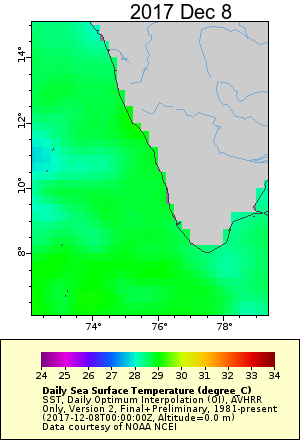 2017 Dec 8
14°
12°
10°
8°
74° 76° 78°
24 25 26 27 28 29 30 31 32 33 34
Daily Sea Surface Temperature (degree_C)
SST, Daily Optimum Interpolation (OI), AVHRR
Only, Version 2, Final+Preliminary, 1981-present
(2017-12-08T00:00:00Z, Altitude=0.0 m)
Data courtesy of NOAA NCEI